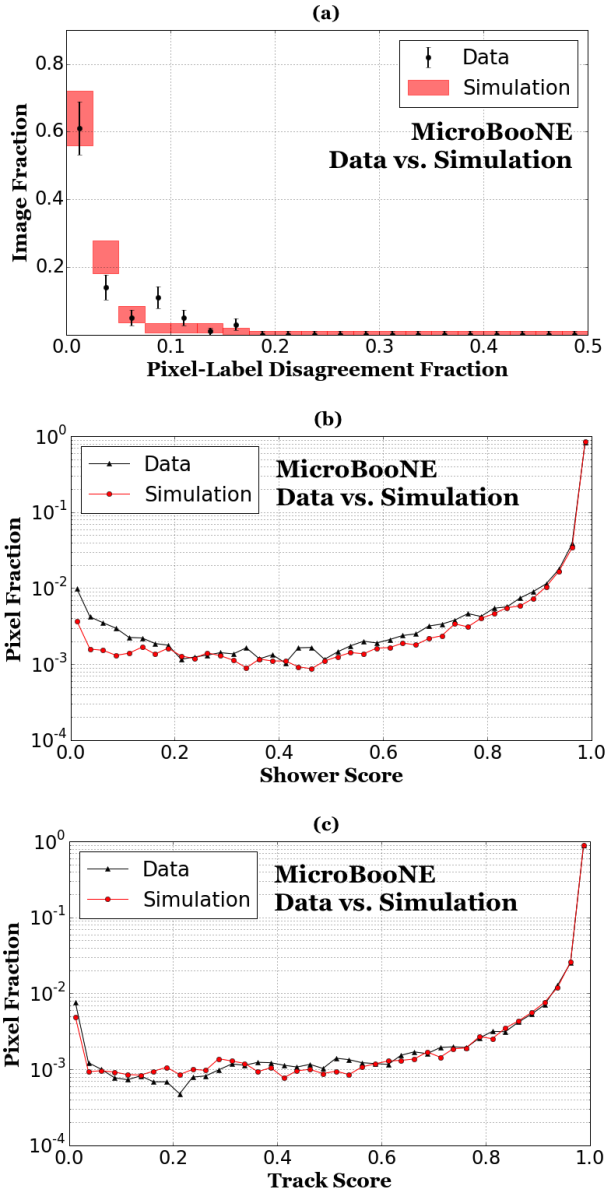 (a)
0.8
0.6
0.4
0.2
Image Fraction
Data
Simulation
MicroBooNE
Data vs. Simulation
0.0 0.1 0.2 0.3 0.4 0.5
Pixel-Label Disagreement Fraction
(b)
10^0
10^-1
10^-2
10^-3
10^-4
Pixel Fraction
Data
Simulation
MicroBooNE
Data vs. Simulation
0.0 0.2 0.4 0.6 0.8 1.0
Shower Score
(c)
10^0
10^-1
10^-2
10^-3
10^-4
Pixel Fraction
Data
Simulation
MicroBooNE
Data vs. Simulation
0.0 0.2 0.4 0.6 0.8 1.0
Track Score